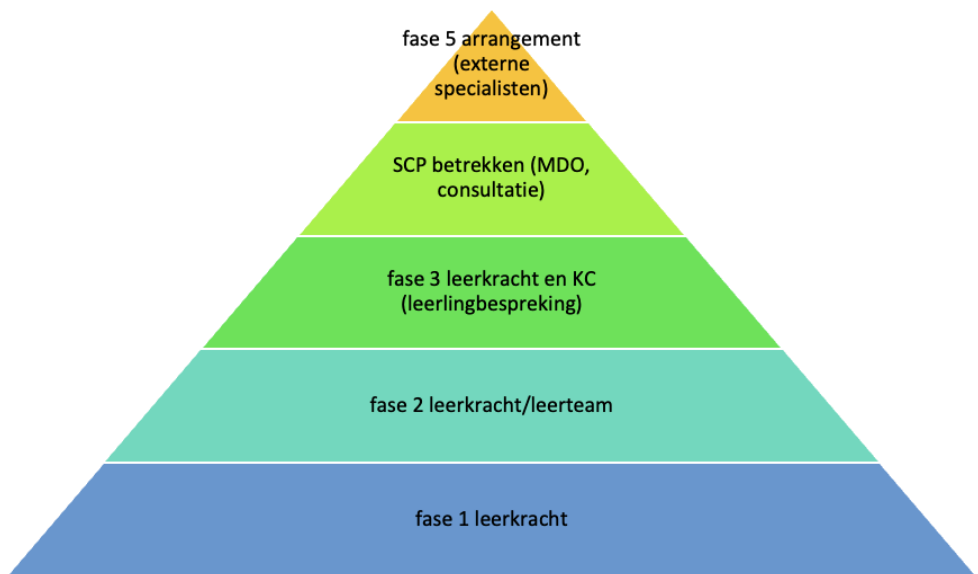 fase 5 arrangement
(externe
specialisten)
SCP betrekken (MDO,
consultatie)
fase 3 leerkracht en KC
(leerlingbespreking)
fase 2 leerkracht/leerteam
fase 1 leerkracht